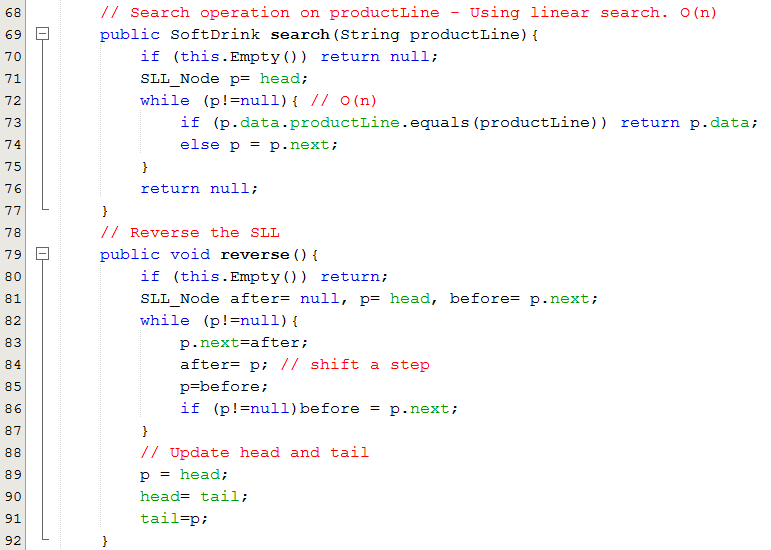 68 // Search operation on productLine - Using linear search. O(n)
69 public SoftDrink search(String productLine){
70 if (this.Empty()) return null;
71 SLL_Node p= head;
72 while (p!=null){ // O(n)
73 if (p.data.productLine.equals(productLine)) return p.data;
74 else p = p.next;
75 }
76 return null;
77 }
78 // Reverse the SLL
79 public void reverse(){
80 if (this.Empty()) return;
81 SLL_Node after= null, p= head, before= p.next;
82 while (p!=null){
83 p.next=after;
84 after= p; // shift a step
85 p=before;
86 if (p!=null)before = p.next;
87 }
88 // Update head and tail
89 p = head;
90 head= tail;
91 tail=p;
92 }